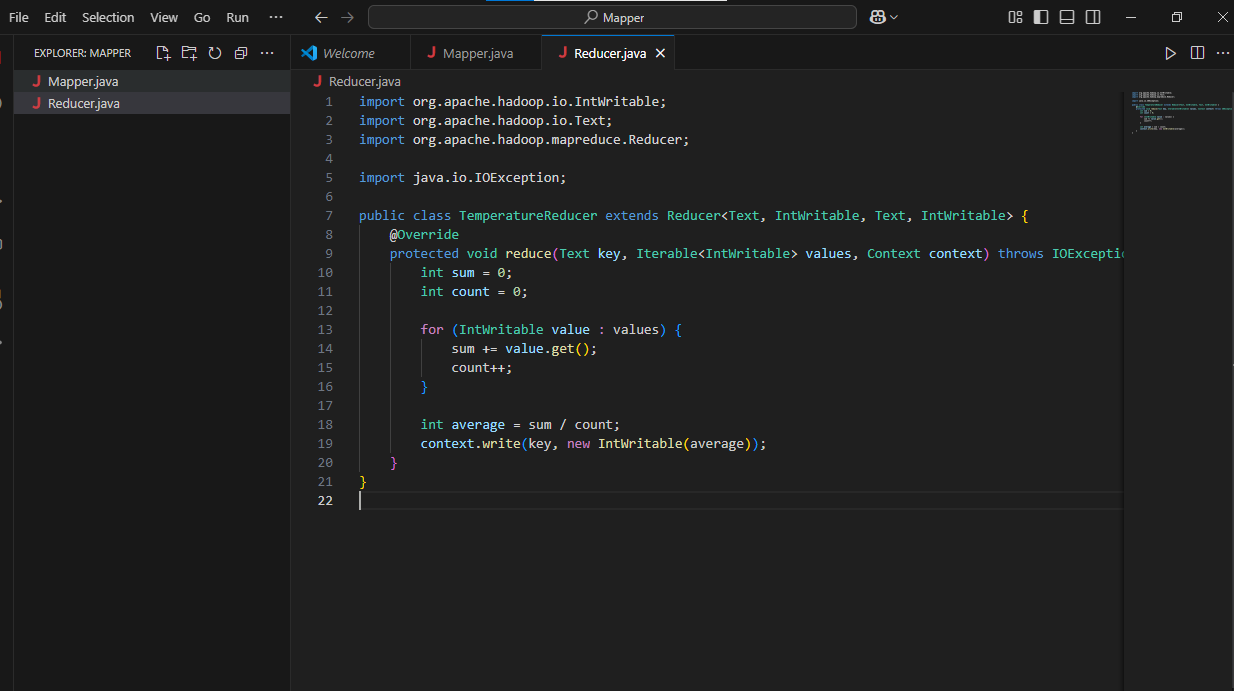 File Edit Selection View Go Run ··· Mapper
EXPLORER: MAPPER
Mapper.java
Reducer.java
Welcome Mapper.java Reducer.java
Reducer.java
1 import org.apache.hadoop.io.IntWritable;
2 import org.apache.hadoop.io.Text;
3 import org.apache.hadoop.mapreduce.Reducer;
4
5 import java.io.IOException;
6
7 public class TemperatureReducer extends Reducer<Text, IntWritable, Text, IntWritable> {
8 @Override
9 protected void reduce(Text key, Iterable<IntWritable> values, Context context) throws IOExceptio
10 int sum = 0;
11 int count = 0;
12
13 for (IntWritable value : values) {
14 sum += value.get();
15 count++;
16 }
17
18 int average = sum / count;
19 context.write(key, new IntWritable(average));
20 }
21 }
22